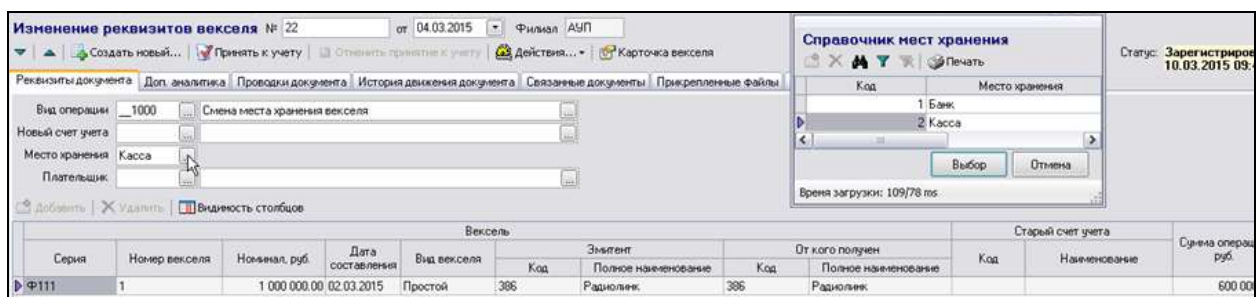 Изменение реквизитов векселя № 22 от 04.03.2015 Филиал АУП
Создать новый... Принять к учету Отменить принятие к учету Действия... Карточка векселя
Статус: Зарегистриров
10.03.2015 09:
Реквизиты документа Доп. аналитика Проводки документа История движения документа Связанные документы Прикрепленные файлы
Вид операции __1000 ... Смена места хранения векселя ...
Новый счет учета ... ...
Место хранения Касса
Плательщик ... ...
Добавить Удалить Видимость столбцов
Справочник мест хранения
Печать
Код Место хранения
1 Банк
2 Касса
Выбор Отмена
Время загрузки: 109/78 ms
Вексель Старый счет учета Сумма операц
руб.
Серия Номер векселя Номинал, руб. Дата составления Вид векселя Эмитент От кого получен Код Наименование
Код Полное наименование Код Полное наименование
Ф111 1 1 000 000.00 02.03.2015 Простой 386 Радиолинк 386 Радиолинк 600 00